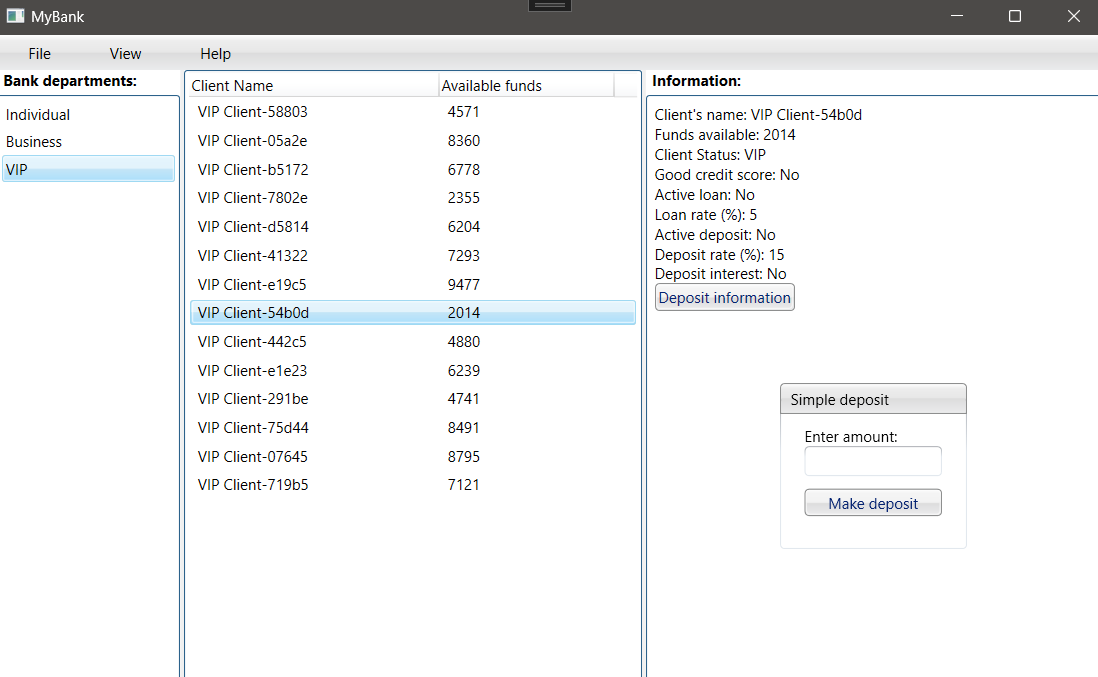 MyBank
File View Help
Bank departments:
Individual
Business
VIP
Client Name Available funds
VIP Client-58803 4571
VIP Client-05a2e 8360
VIP Client-b5172 6778
VIP Client-7802e 2355
VIP Client-d5814 6204
VIP Client-41322 7293
VIP Client-e19c5 9477
VIP Client-54b0d 2014
VIP Client-442c5 4880
VIP Client-e1e23 6239
VIP Client-291be 4741
VIP Client-75d44 8491
VIP Client-07645 8795
VIP Client-719b5 7121
Information:
Client's name: VIP Client-54b0d
Funds available: 2014
Client Status: VIP
Good credit score: No
Active loan: No
Loan rate (%): 5
Active deposit: No
Deposit rate (%): 15
Deposit interest: No
Deposit information
Simple deposit
Enter amount:
Make deposit